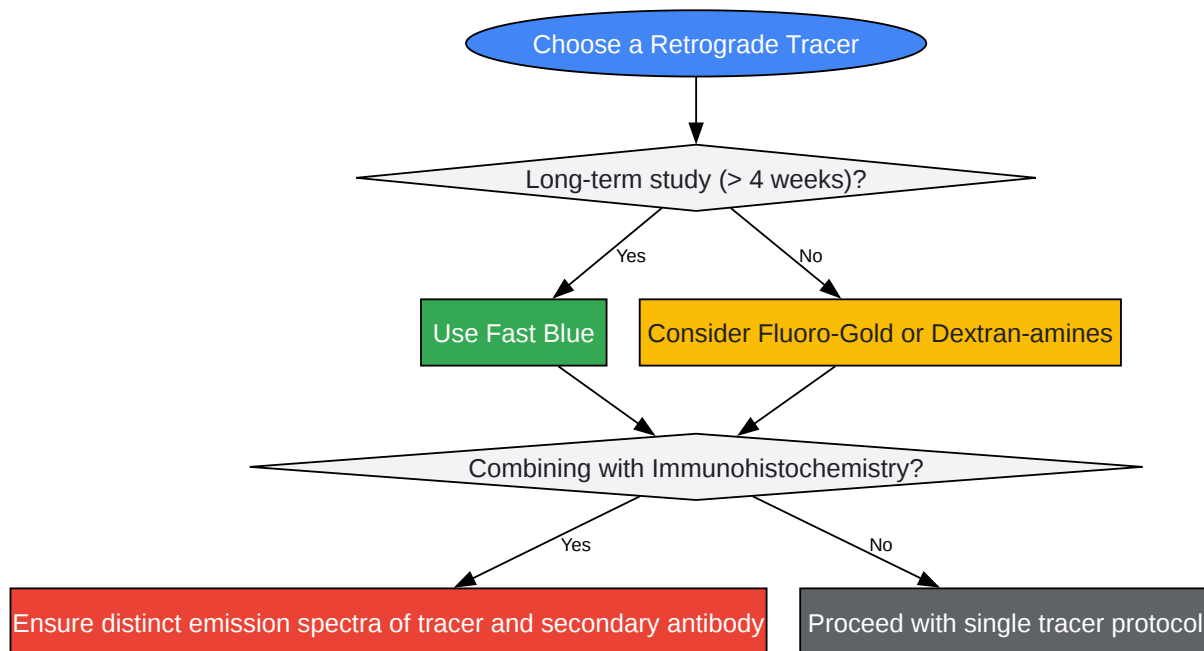 Choose a Retrograde Tracer
Long-term study (> 4 weeks)?
Yes
No
Use Fast Blue
Consider Fluoro-Gold or Dextran-amines
Combining with Immunohistochemistry?
Yes
No
Ensure distinct emission spectra of tracer and secondary antibody
Proceed with single tracer protocol